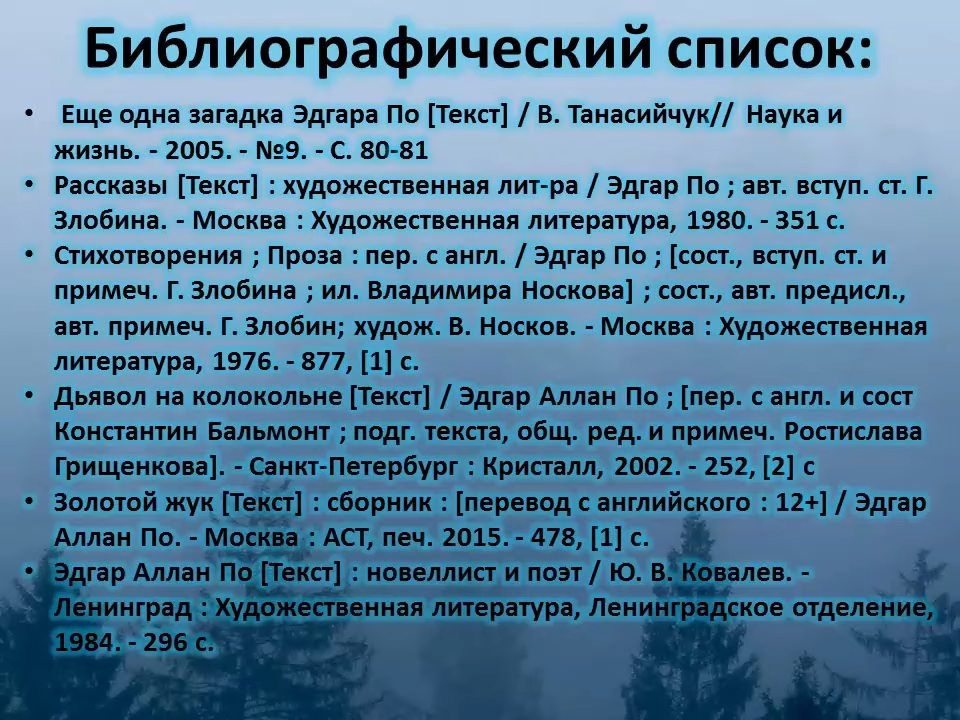 Библиографический список:
• Еще одна загадка Эдгара По [Текст] / В. Танасийчук// Наука и
жизнь. - 2005. - №9. - С. 80-81
• Рассказы [Текст] : художественная лит-ра / Эдгар По ; авт. вступ. ст. Г.
Злобина. - Москва : Художественная литература, 1980. - 351 с.
• Стихотворения ; Проза : пер. с англ. / Эдгар По ; [сост., вступ. ст. и
примеч. Г. Злобина ; ил. Владимира Носкова] ; сост., авт. предисл.,
авт. примеч. Г. Злобин; худож. В. Носков. - Москва : Художественная
литература, 1976. - 877, [1] с.
• Дьявол на колокольне [Текст] / Эдгар Аллан По ; [пер. с англ. и сост
Константин Бальмонт ; подг. текста, общ. ред. и примеч. Ростислава
Грищенкова]. - Санкт-Петербург : Кристалл, 2002. - 252, [2] с
• Золотой жук [Текст] : сборник : [перевод с английского : 12+] / Эдгар
Аллан По. - Москва : АСТ, печ. 2015. - 478, [1] с.
• Эдгар Аллан По [Текст] : новеллист и поэт / Ю. В. Ковалев. -
Ленинград : Художественная литература, Ленинградское отделение,
1984. - 296 с.